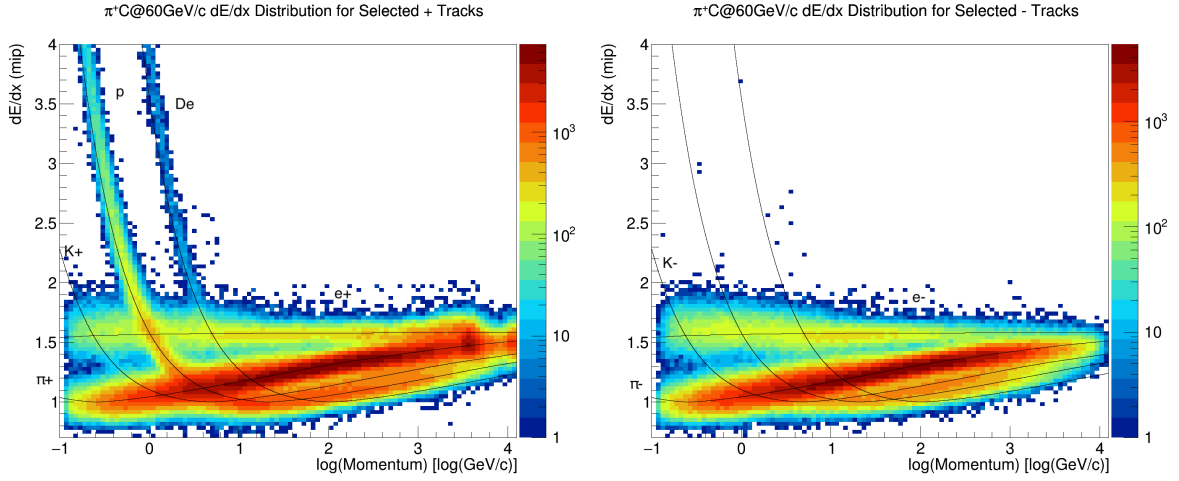 π⁺C@60GeV/c dE/dx Distribution for Selected + Tracks
dE/dx (mip)
4
3.5
3
2.5
2
1.5
1
p
De
K+
e+
π+
10³
10²
10
1
−1 0 1 2 3 4
log(Momentum) [log(GeV/c)]
π⁺C@60GeV/c dE/dx Distribution for Selected - Tracks
dE/dx (mip)
4
3.5
3
2.5
2
1.5
1
K-
e-
π-
10³
10²
10
1
−1 0 1 2 3 4
log(Momentum) [log(GeV/c)]